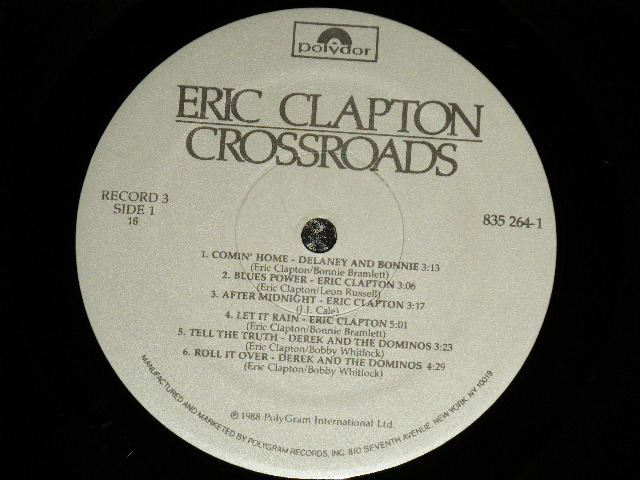 polydor
ERIC CLAPTON
CROSSROADS
RECORD 3
SIDE 1
16
835 264-1
1. COMIN' HOME - DELANEY AND BONNIE 3:13
(Eric Clapton/Bonnie Bramlett)
2. BLUES POWER - ERIC CLAPTON 3:06
(Eric Clapton/Leon Russell)
3. AFTER MIDNIGHT - ERIC CLAPTON 3:17
(J.J. Cale)
4. LET IT RAIN - ERIC CLAPTON 5:01
(Eric Clapton/Bonnie Bramlett)
5. TELL THE TRUTH - DEREK AND THE DOMINOS 3:23
(Eric Clapton/Bobby Whitlock)
6. ROLL IT OVER - DEREK AND THE DOMINOS 4:29
(Eric Clapton/Bobby Whitlock)
℗ 1988 PolyGram International Ltd.
MANUFACTURED AND MARKETED BY POLYGRAM RECORDS, INC. 810 SEVENTH AVENUE, NEW YORK, NY 10019